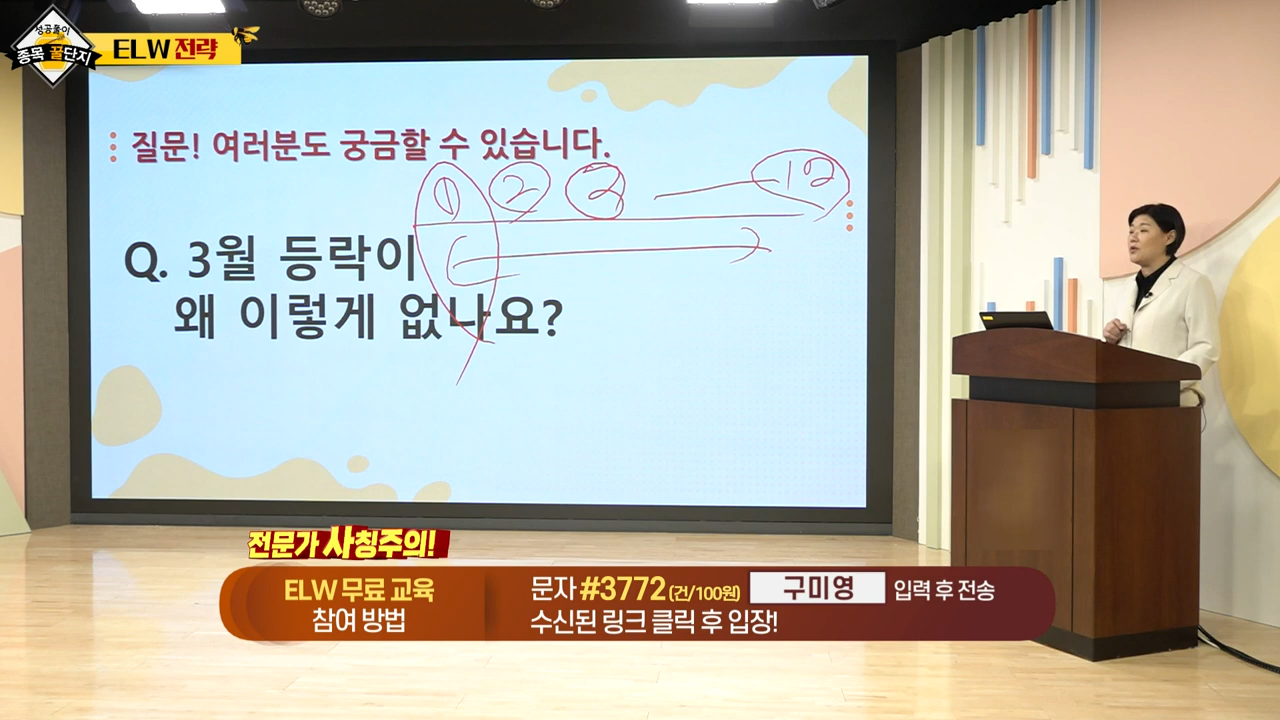 성공풀이
종목 꿀단지
ELW 전략
질문! 여러분도 궁금할 수 있습니다.
① ② ③ 12
Q. 3월 등락이
왜 이렇게 없나요?
전문가 사칭주의!
ELW 무료 교육
참여 방법
문자 #3772 (건/100원) 구미영 입력 후 전송
수신된 링크 클릭 후 입장!